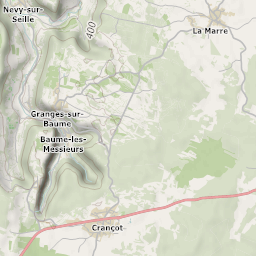 Nevy-sur-
Seille
400
La Marre
Granges-sur-
Baume
Baume-les-
Messieurs
Crançot